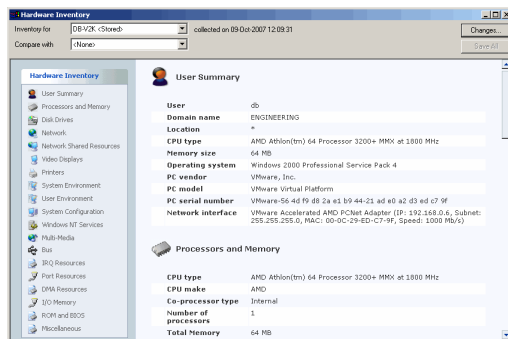 Hardware Inventory
Inventory for DB-V2K <Stored> collected on 09-Oct-2007 12:09:31 Changes...
Compare with <None> Save All
Hardware Inventory
User Summary
Processors and Memory
Disk Drives
Network
Network Shared Resources
Video Displays
Printers
System Environment
User Environment
System Configuration
Windows NT Services
Multi-Media
Bus
IRQ Resources
Port Resources
DMA Resources
I/O Memory
ROM and BIOS
Miscellaneous
User Summary
User db
Domain name ENGINEERING
Location *
CPU type AMD Athlon(tm) 64 Processor 3200+ MMX at 1800 MHz
Memory size 64 MB
Operating system Windows 2000 Professional Service Pack 4
PC vendor VMware, Inc.
PC model VMware Virtual Platform
PC serial number VMware-56 4d f9 d8 2a e1 b9 44-21 ad e0 a2 d3 ed c7 9f
Network interface VMware Accelerated AMD PCNet Adapter (IP: 192.168.0.6, Subnet:
255.255.255.0, MAC: 00-0C-29-ED-C7-9F, Speed: 1000 Mb/s)
Processors and Memory
CPU type AMD Athlon(tm) 64 Processor 3200+ MMX at 1800 MHz
CPU make AMD
Co-processor type Internal
Number of processors 1
Total Memory 64 MB